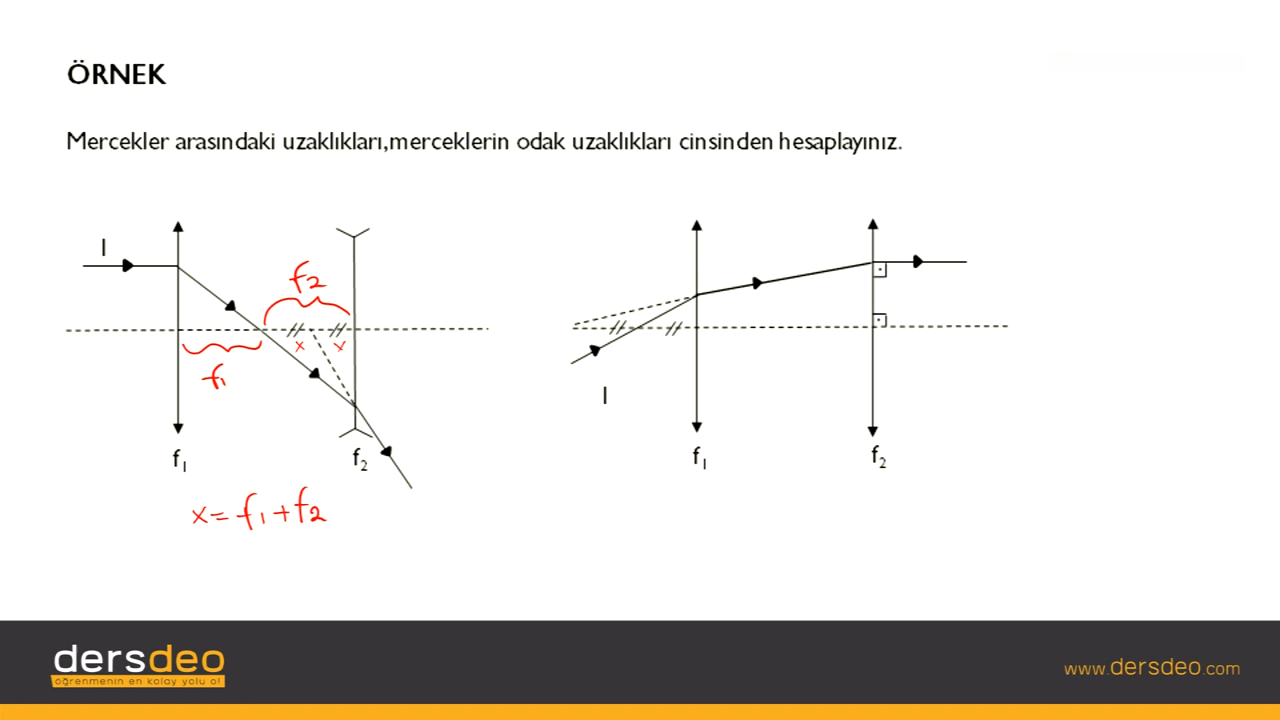 ÖRNEK
Mercekler arasındaki uzaklıkları,merceklerin odak uzaklıkları cinsinden hesaplayınız.
I
f2
x x
f1
I
f1
f2
f1
f2
x = f1 + f2
dersdeo
öğrenmenin en kolay yolu o!
www.dersdeo.com